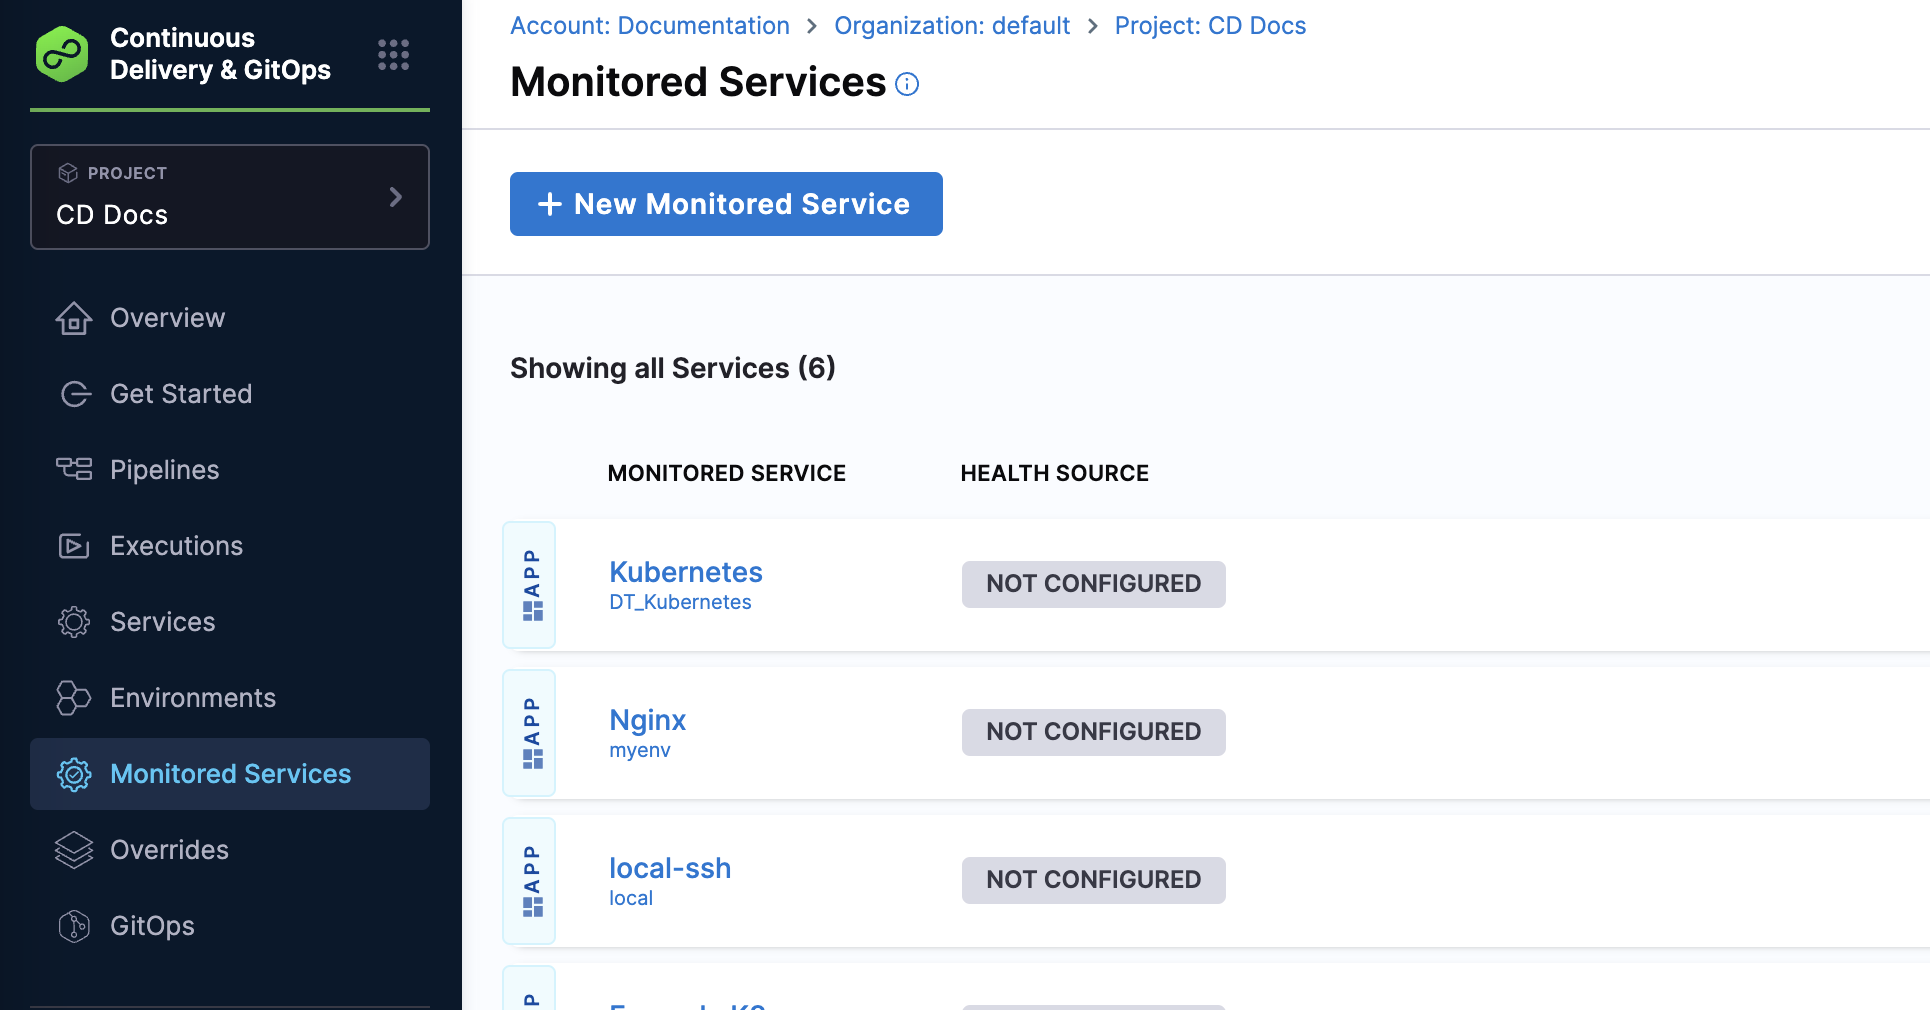 Continuous
Delivery & GitOps
PROJECT
CD Docs
Overview
Get Started
Pipelines
Executions
Services
Environments
Monitored Services
Overrides
GitOps
Account: Documentation > Organization: default > Project: CD Docs
Monitored Services
+ New Monitored Service
Showing all Services (6)
MONITORED SERVICE HEALTH SOURCE
APP
Kubernetes
DT_Kubernetes
NOT CONFIGURED
APP
Nginx
myenv
NOT CONFIGURED
APP
local-ssh
local
NOT CONFIGURED